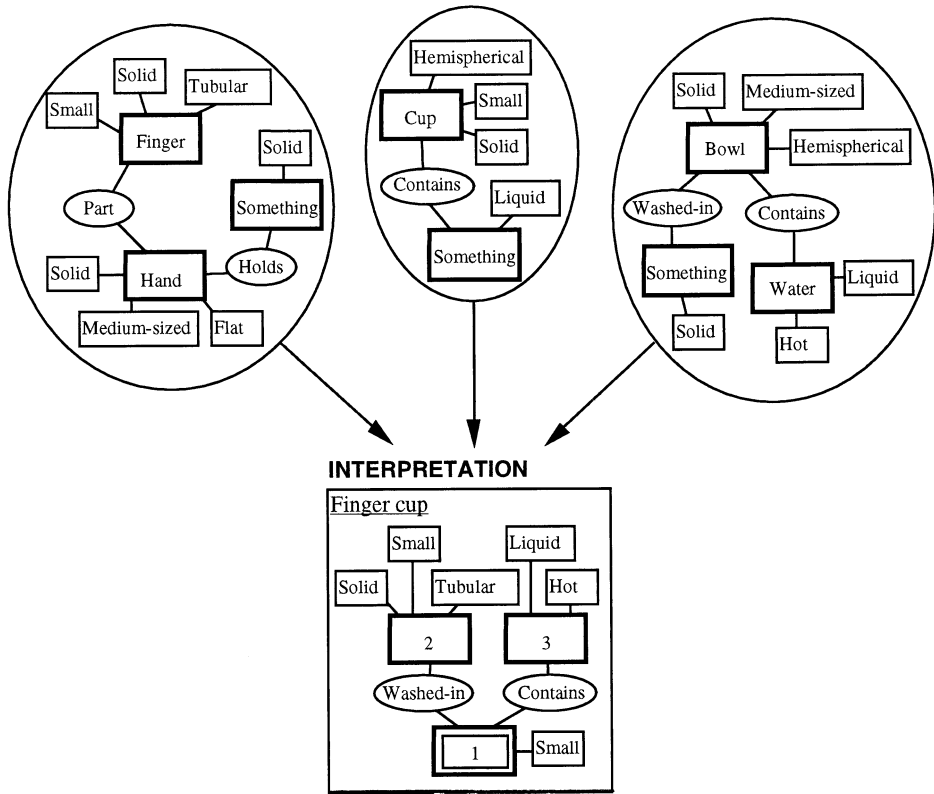 Solid
Tubular
Small
Finger
Solid
Part
Something
Holds
Solid
Hand
Medium-sized
Flat
Hemispherical
Small
Cup
Solid
Contains
Liquid
Something
Solid
Medium-sized
Bowl
Hemispherical
Washed-in
Contains
Something
Water
Liquid
Solid
Hot
INTERPRETATION
Finger cup
Small
Liquid
Solid
Tubular
Hot
2
3
Washed-in
Contains
1
Small